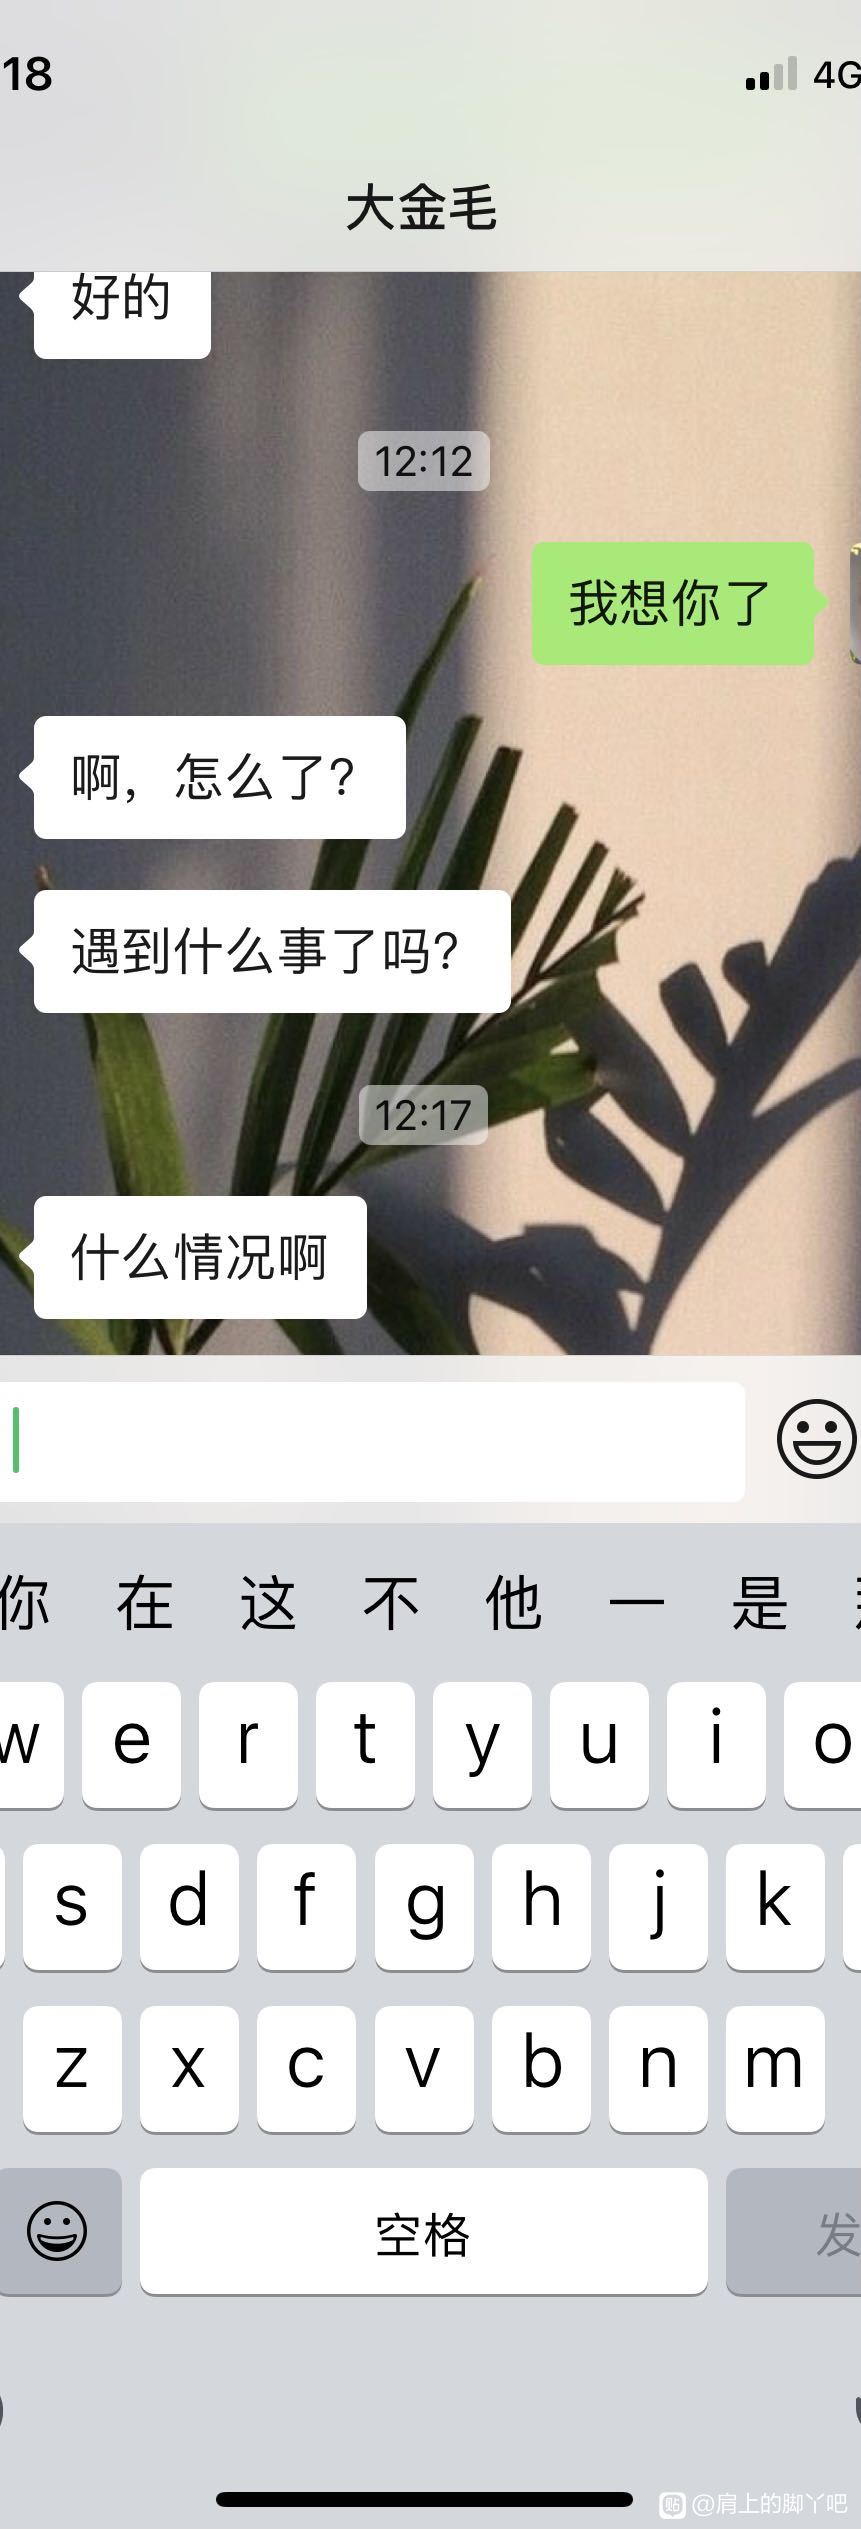 18
4G
大金毛
好的
12:12
我想你了
啊，怎么了？
遇到什么事了吗？
12:17
什么情况啊
你 在 这 不 他 一 是
w e r t y u i o
s d f g h j k
z x c v b n m
空格
发
贴 @肩上的脚丫吧